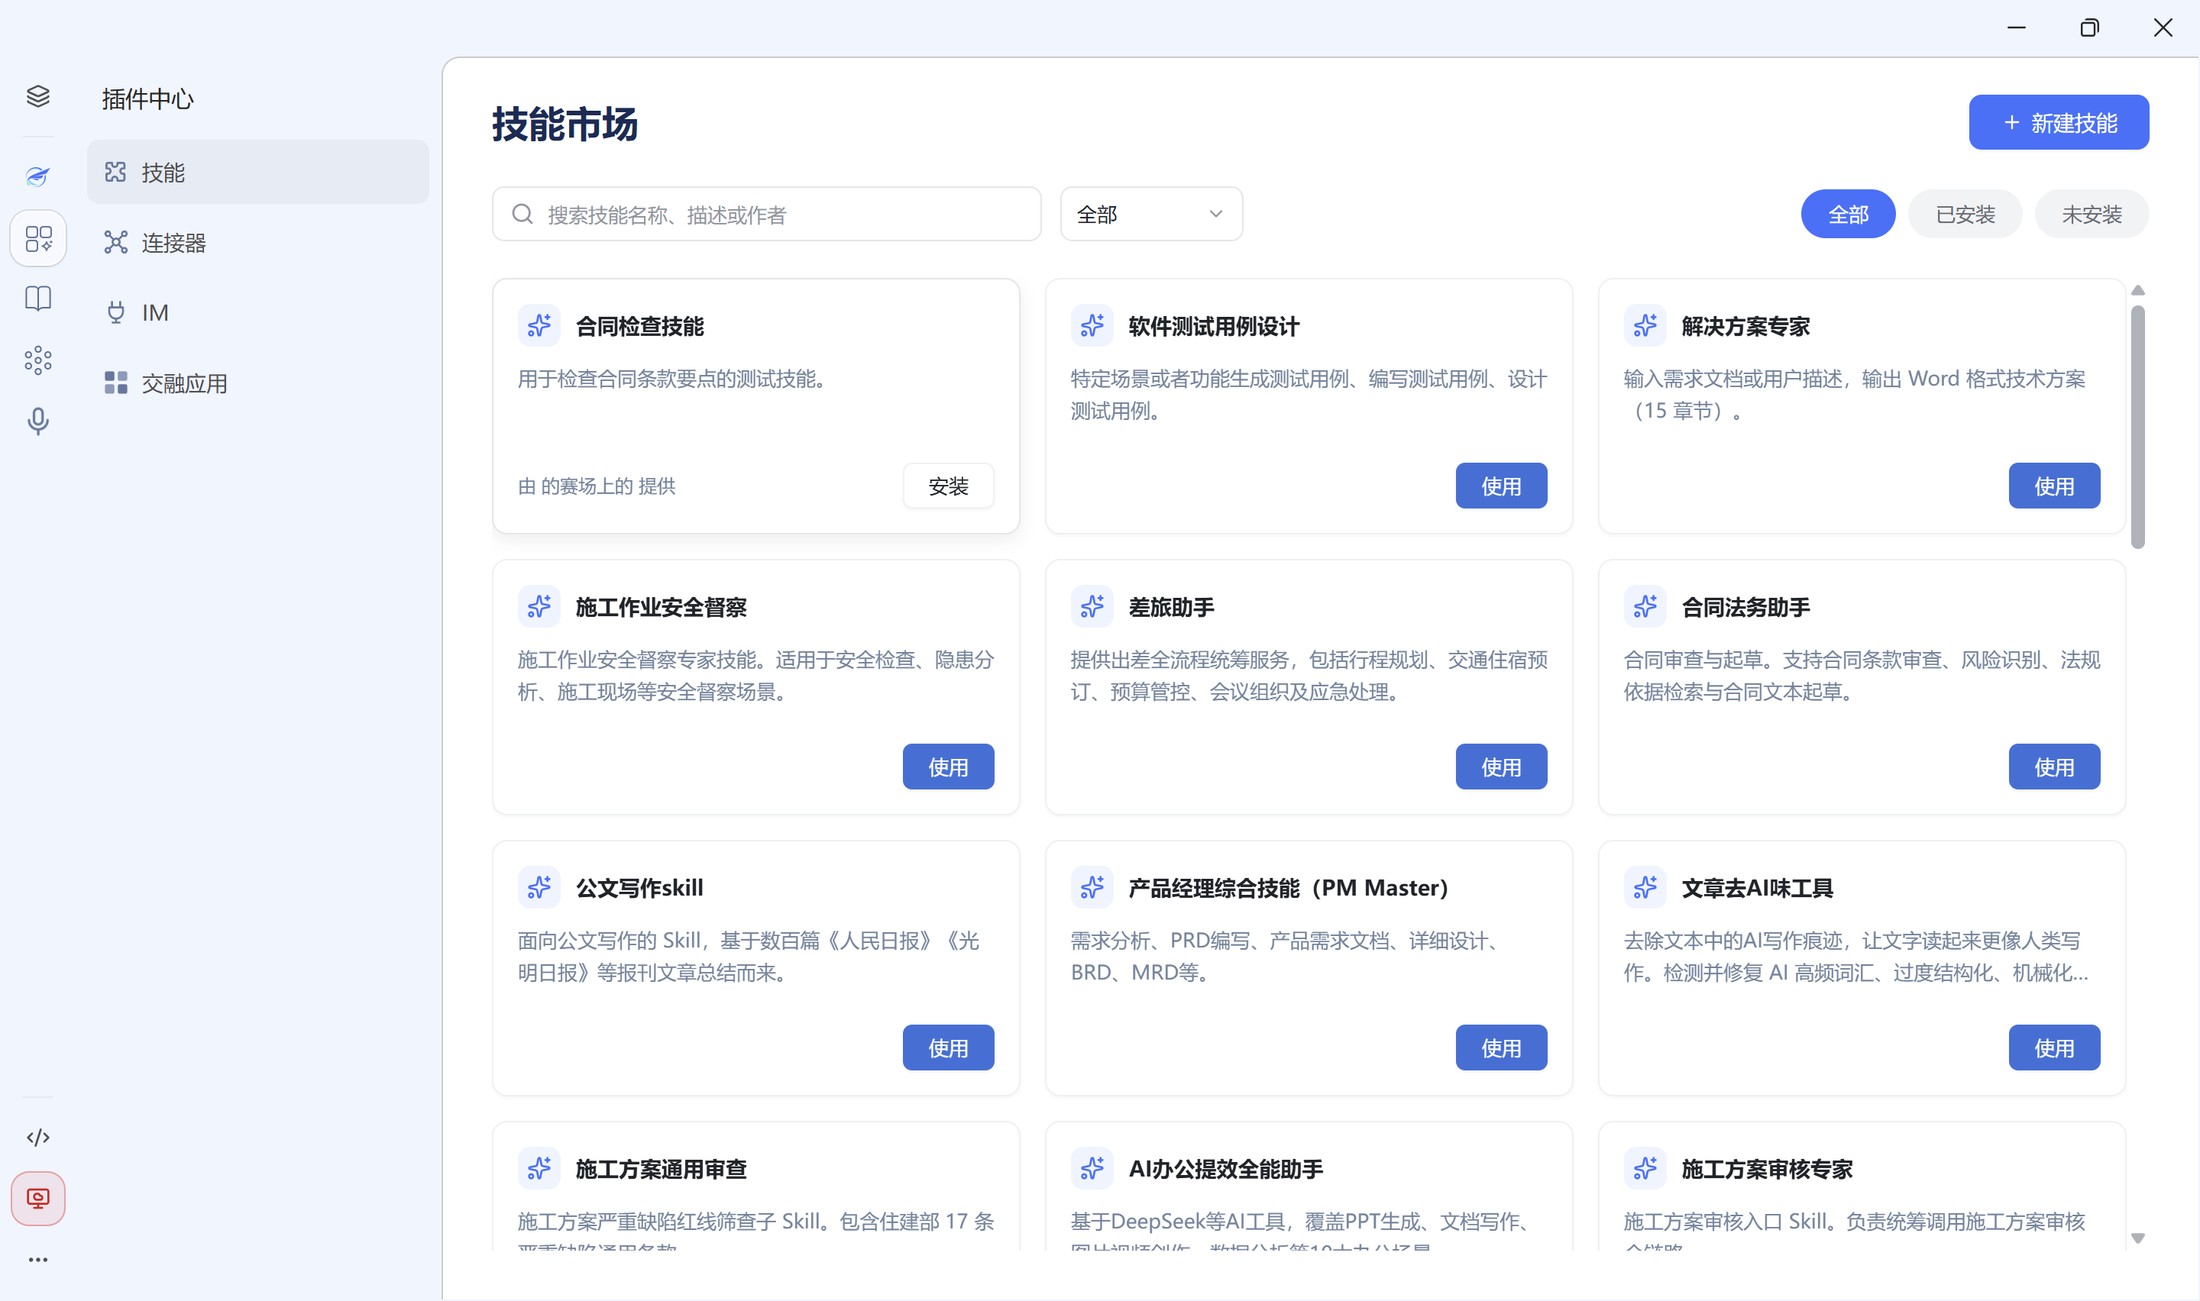 插件中心
技能
连接器
IM
交融应用
技能市场
+ 新建技能
搜索技能名称、描述或作者
全部
全部
已安装
未安装
合同检查技能
用于检查合同条款要点的测试技能。
由 的赛场上的 提供
安装
软件测试用例设计
特定场景或者功能生成测试用例、编写测试用例、设计
测试用例。
使用
解决方案专家
输入需求文档或用户描述，输出 Word 格式技术方案
（15 章节）。
使用
施工作业安全督察
施工作业安全督察专家技能。适用于安全检查、隐患分
析、施工现场等安全督察场景。
使用
差旅助手
提供出差全流程统筹服务，包括行程规划、交通住宿预
订、预算管控、会议组织及应急处理。
使用
合同法务助手
合同审查与起草。支持合同条款审查、风险识别、法规
依据检索与合同文本起草。
使用
公文写作skill
面向公文写作的 Skill，基于数百篇《人民日报》《光
明日报》等报刊文章总结而来。
使用
产品经理综合技能（PM Master）
需求分析、PRD编写、产品需求文档、详细设计、
BRD、MRD等。
使用
文章去AI味工具
去除文本中的AI写作痕迹，让文字读起来更像人类写
作。检测并修复 AI 高频词汇、过度结构化、机械化...
使用
施工方案通用审查
施工方案严重缺陷红线筛查子 Skill。包含住建部 17 条
AI办公提效全能助手
基于DeepSeek等AI工具，覆盖PPT生成、文档写作、
施工方案审核专家
施工方案审核入口 Skill。负责统筹调用施工方案审核